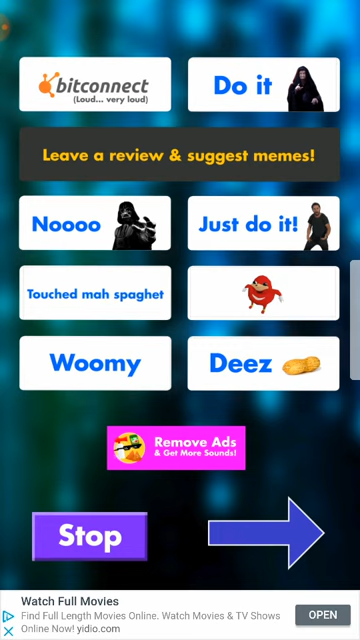 bitconnect
(Loud... very loud)
Do it
Leave a review & suggest memes!
Noooo
Just do it!
Touched mah spaghet
Woomy
Deez
Remove Ads
& Get More Sounds!
Stop
Watch Full Movies
Find Full Length Movies Online. Watch Movies & TV Shows
Online Now! yidio.com
OPEN